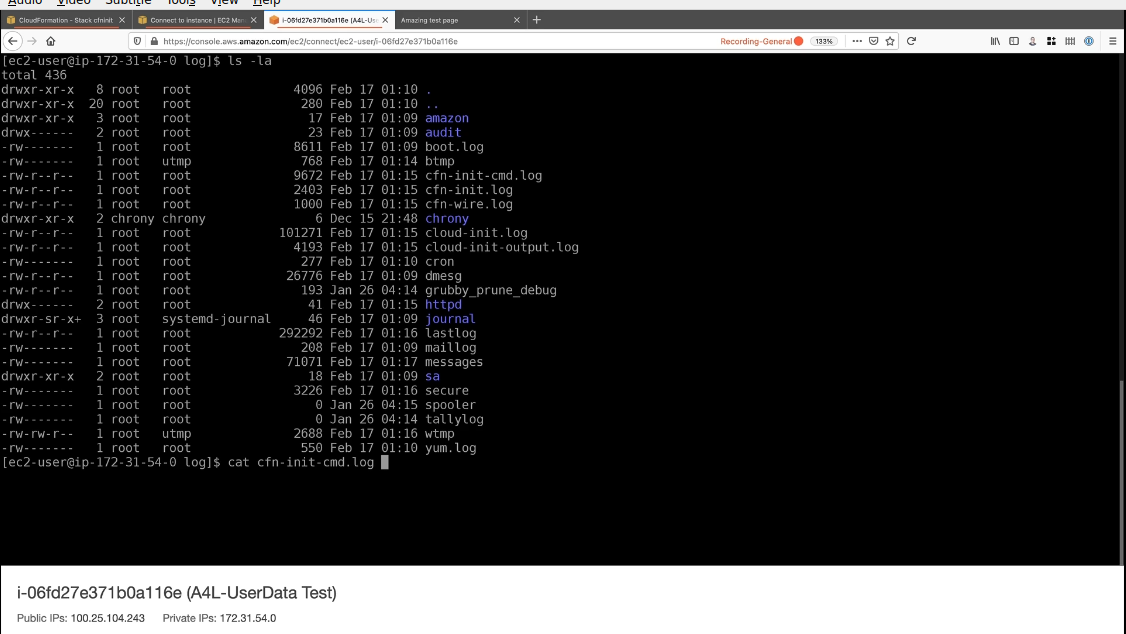 Audio Video Subtitle Tools View Help
CloudFormation - Stack cfninit
Connect to instance | EC2 Man
i-06fd27e371b0a116e (A4L-Use
Amazing test page
https://console.aws.amazon.com/ec2/connect/ec2-user/i-06fd27e371b0a116e
Recording-General
133%
[ec2-user@ip-172-31-54-0 log]$ ls -la
total 436
drwxr-xr-x 8 root root 4096 Feb 17 01:10 .
drwxr-xr-x 20 root root 280 Feb 17 01:10 ..
drwxr-xr-x 3 root root 17 Feb 17 01:09 amazon
drwx------ 2 root root 23 Feb 17 01:09 audit
-rw------- 1 root root 8611 Feb 17 01:09 boot.log
-rw------- 1 root utmp 768 Feb 17 01:14 btmp
-rw-r--r-- 1 root root 9672 Feb 17 01:15 cfn-init-cmd.log
-rw-r--r-- 1 root root 2403 Feb 17 01:15 cfn-init.log
-rw-r--r-- 1 root root 1000 Feb 17 01:15 cfn-wire.log
drwxr-xr-x 2 chrony chrony 6 Dec 15 21:48 chrony
-rw-r--r-- 1 root root 101271 Feb 17 01:15 cloud-init.log
-rw-r--r-- 1 root root 4193 Feb 17 01:15 cloud-init-output.log
-rw------- 1 root root 277 Feb 17 01:10 cron
-rw-r--r-- 1 root root 26776 Feb 17 01:09 dmesg
-rw-r--r-- 1 root root 193 Jan 26 04:14 grubby_prune_debug
drwx------ 2 root root 41 Feb 17 01:15 httpd
drwxr-sr-x+ 3 root systemd-journal 46 Feb 17 01:09 journal
-rw-r--r-- 1 root root 292292 Feb 17 01:16 lastlog
-rw------- 1 root root 208 Feb 17 01:09 maillog
-rw------- 1 root root 71071 Feb 17 01:17 messages
drwxr-xr-x 2 root root 18 Feb 17 01:09 sa
-rw------- 1 root root 3226 Feb 17 01:16 secure
-rw------- 1 root root 0 Jan 26 04:15 spooler
-rw------- 1 root root 0 Jan 26 04:14 tallylog
-rw-rw-r-- 1 root utmp 2688 Feb 17 01:16 wtmp
-rw------- 1 root root 550 Feb 17 01:10 yum.log
[ec2-user@ip-172-31-54-0 log]$ cat cfn-init-cmd.log
i-06fd27e371b0a116e (A4L-UserData Test)
Public IPs: 100.25.104.243 Private IPs: 172.31.54.0